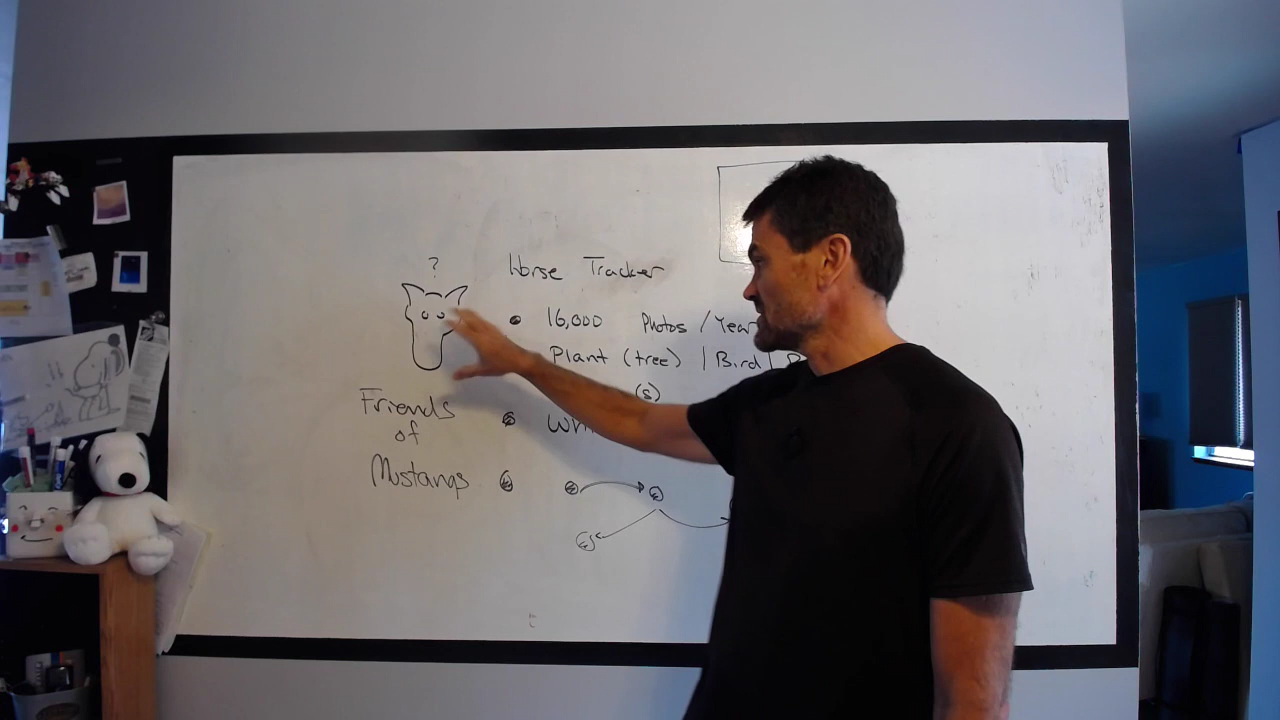 ?
Horse Tracker
16,000 Photos / Year
Plant (tree) | Bird |
(s)
Friends
of
Mustangs
t